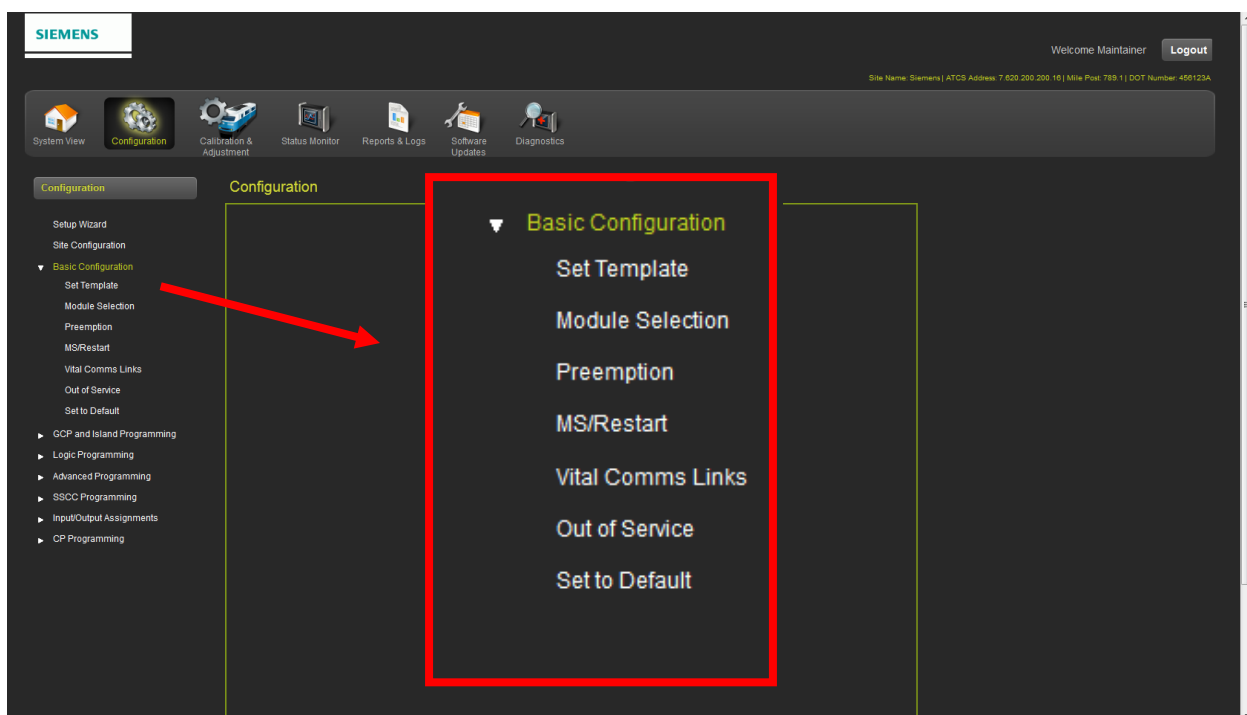 SIEMENS
Welcome Maintainer
Logout
Site Name: Siemens | ATCS Address: 7.620.200.200.16 | Mile Post: 789.1 | DOT Number: 456123A
System View
Configuration
Calibration &
Adjustment
Status Monitor
Reports & Logs
Software
Updates
Diagnostics
Configuration
Setup Wizard
Site Configuration
Basic Configuration
Set Template
Module Selection
Preemption
MS/Restart
Vital Comms Links
Out of Service
Set to Default
GCP and Island Programming
Logic Programming
Advanced Programming
SSCC Programming
Input/Output Assignments
CP Programming
Configuration
Basic Configuration
Set Template
Module Selection
Preemption
MS/Restart
Vital Comms Links
Out of Service
Set to Default